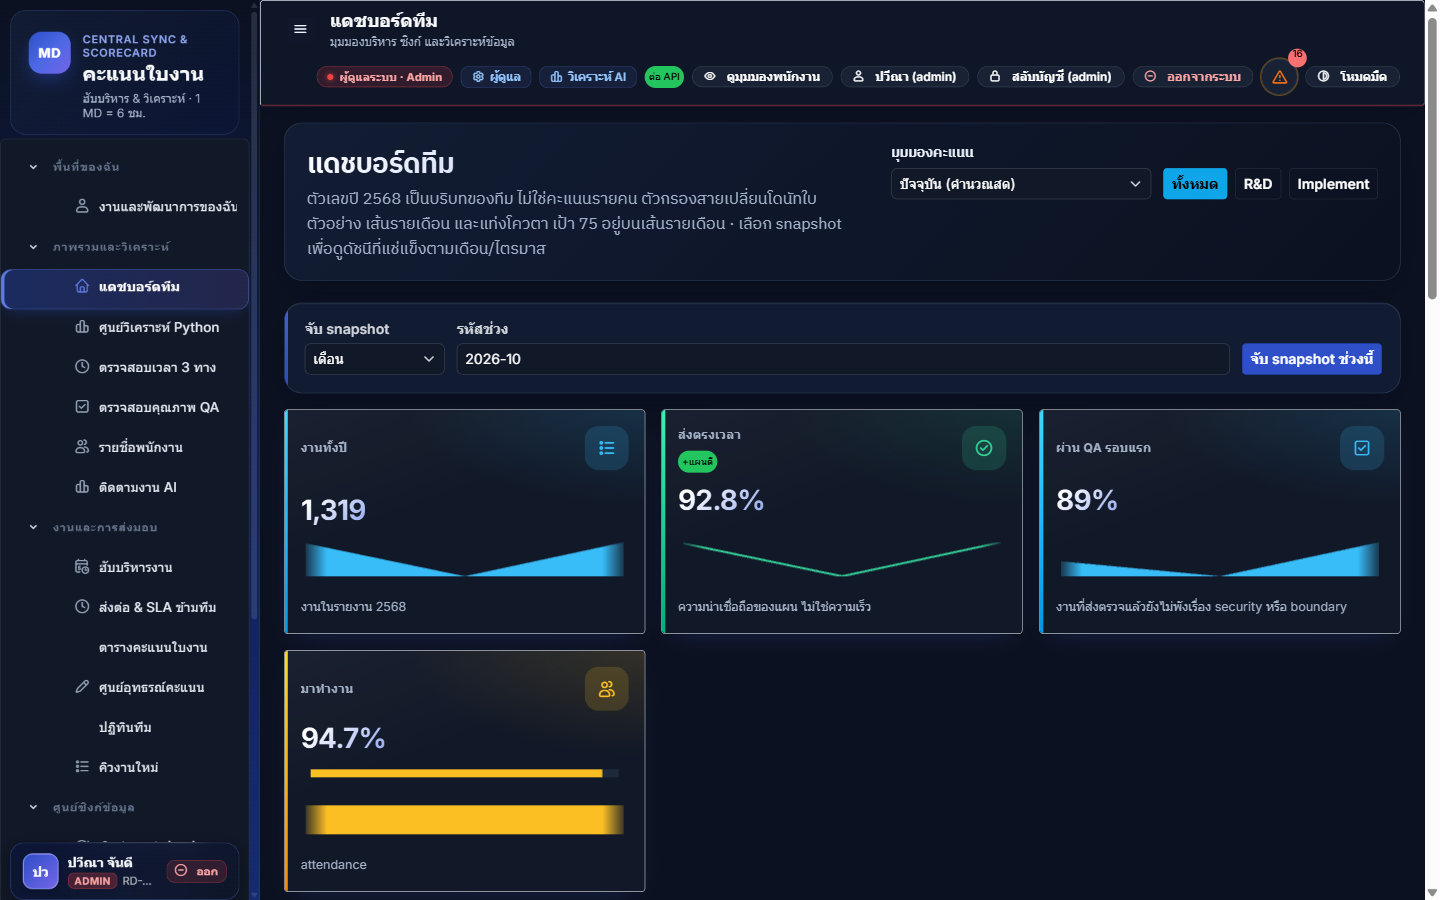 MD
CENTRAL SYNC &
SCORECARD
คะแนนใบงาน
ฮับบริหาร & วิเคราะห์ · 1
MD = 6 ชม.
พื้นที่ของฉัน
งานและพัฒนาการของฉัน
ภาพรวมและวิเคราะห์
แดชบอร์ดทีม
ศูนย์วิเคราะห์ Python
ตรวจสอบเวลา 3 ทาง
ตรวจสอบคุณภาพ QA
รายชื่อพนักงาน
ติดตามงาน AI
งานและการส่งมอบ
ฮับบริหารงาน
ส่งต่อ & SLA ข้ามทีม
ตารางคะแนนใบงาน
ศูนย์อุทธรณ์คะแนน
ปฏิทินทีม
คิวงานใหม่
ศูนย์ซิงก์ข้อมูล
ปว
ปวีณา จันดี
ADMIN RD-...
ออก
แดชบอร์ดทีม
มุมมองบริหาร ซิงก์ และวิเคราะห์ข้อมูล
ผู้ดูแลระบบ · Admin
ผู้ดูแล
วิเคราะห์ AI
ต่อ API
ดูมุมมองพนักงาน
ปวีณา (admin)
สลับบัญชี (admin)
ออกจากระบบ
16
โหมดมืด
แดชบอร์ดทีม
ตัวเลขปี 2568 เป็นบริบทของทีม ไม่ใช่คะแนนรายคน ตัวกรองสายเปลี่ยนโดนัทใบ
ตัวอย่าง เส้นรายเดือน และแท่งโควตา เป้า 75 อยู่บนเส้นรายเดือน · เลือก snapshot
เพื่อดูดัชนีที่แช่แข็งตามเดือน/ไตรมาส
มุมมองคะแนน
ปัจจุบัน (คำนวณสด)
ทั้งหมด
R&D
Implement
จับ snapshot
เดือน
รหัสช่วง
2026-10
จับ snapshot ช่วงนี้
งานทั้งปี
1,319
งานในรายงาน 2568
ส่งตรงเวลา
+แผนดี
92.8%
ความน่าเชื่อถือของแผน ไม่ใช่ความเร็ว
ผ่าน QA รอบแรก
89%
งานที่ส่งตรวจแล้วยังไม่พังเรื่อง security หรือ boundary
มาทำงาน
94.7%
attendance